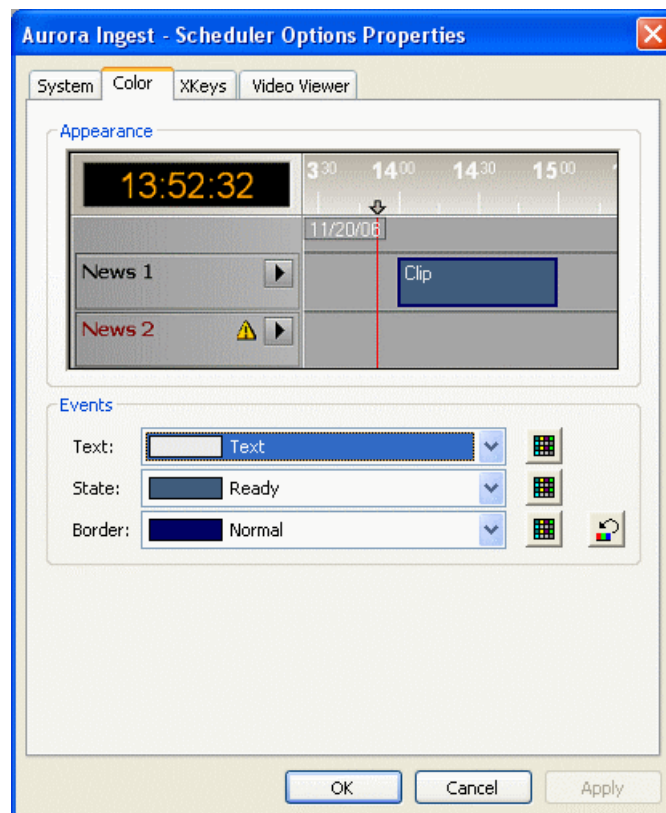 Aurora Ingest - Scheduler Options Properties
System Color XKeys Video Viewer
Appearance
13:52:32 3 30 14 00 14 30 15 00
11/20/06
News 1 Clip
News 2
Events
Text: Text
State: Ready
Border: Normal
OK Cancel Apply